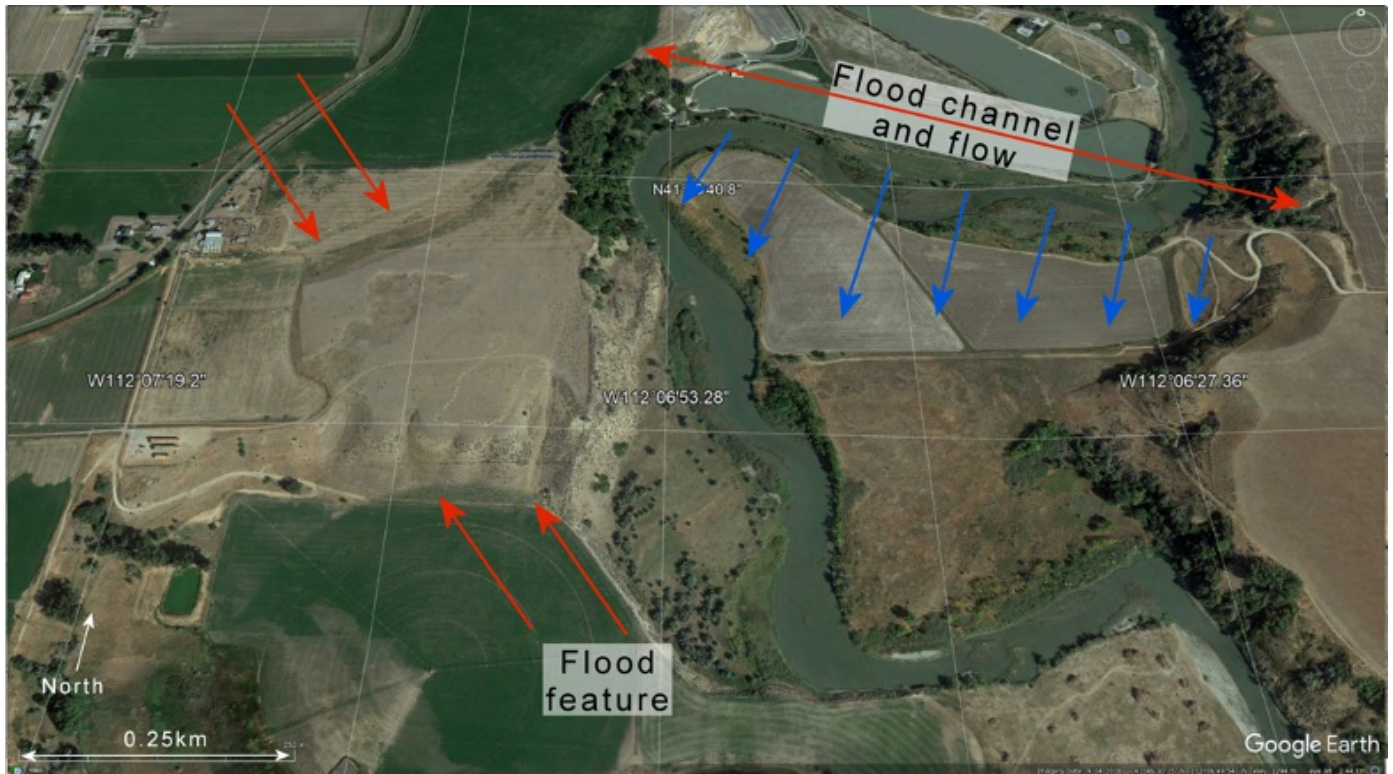 Flood channel
and flow
N41°
40.8"
W112°07'19.2"
W112°06'53.28"
W112°06'27.36"
Flood
feature
North
0.25km
Google Earth